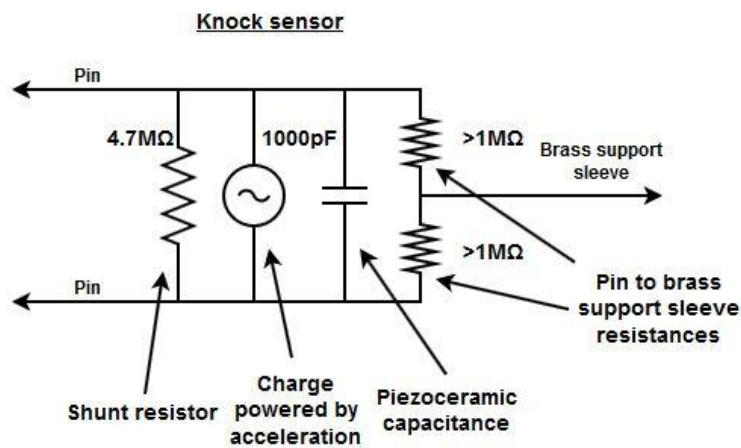 Knock sensor
Pin
4.7MΩ
1000pF
>1MΩ
Brass support
sleeve
>1MΩ
Pin
Pin to brass
support sleeve
resistances
Shunt resistor
Charge
powered by
acceleration
Piezoceramic
capacitance